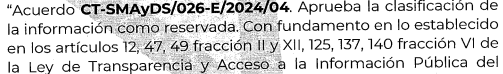 “Acuerdo CT-SMAyDS/026-E/2024/04. Aprueba la clasificación de
la información como reservada. Con fundamento en lo establecido
en los artículos 12, 47, 49 fracción II y XII, 125, 137, 140 fracción VI de
la Ley de Transparencia y Acceso a la Información Pública del